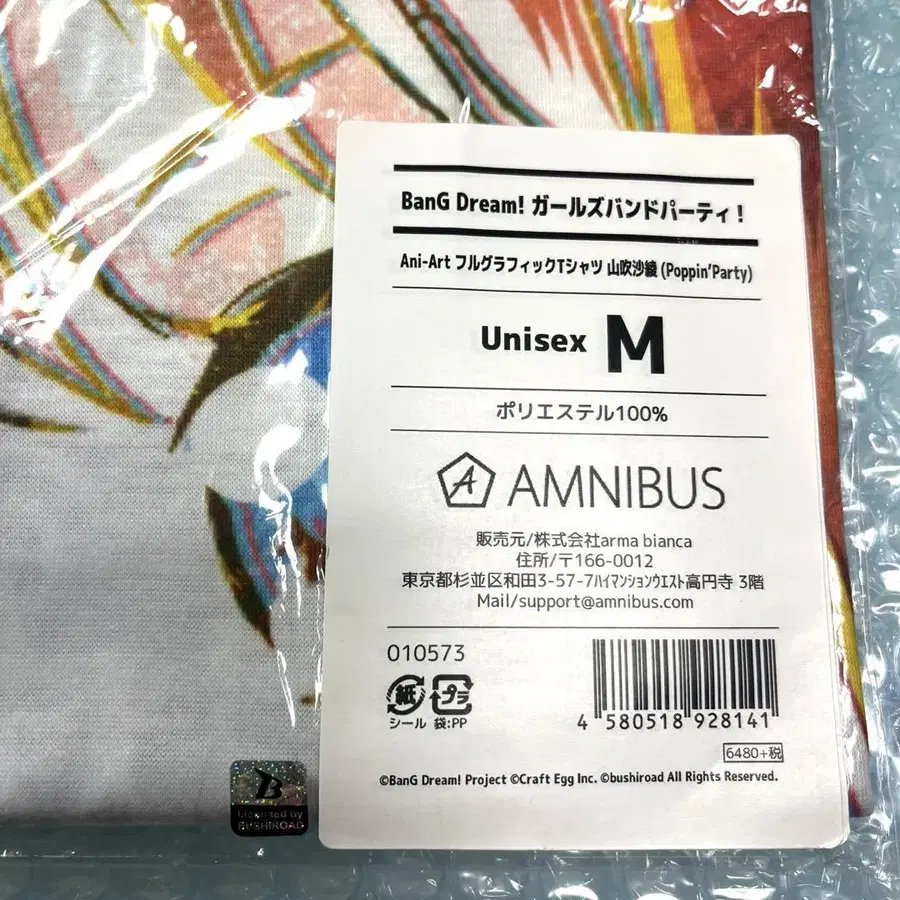 BanG Dream! ガールズバンドパーティ！
Ani-Art フルグラフィックTシャツ 山吹沙綾 (Poppin'Party)
Unisex M
ポリエステル100%
A AMNIBUS
販売元/株式会社arma bianca
住所/〒166-0012
東京都杉並区和田3-57-7ﾊｲﾏﾝｼｮﾝｳｴｽﾄ高円寺 3階
Mail/support@amnibus.com
010573
紙 プラ
シール 袋:PP
4 580518 928141
6480+税
©BanG Dream! Project ©Craft Egg Inc. ©bushiroad All Rights Reserved.
B
Licensed by
BUSHIROAD